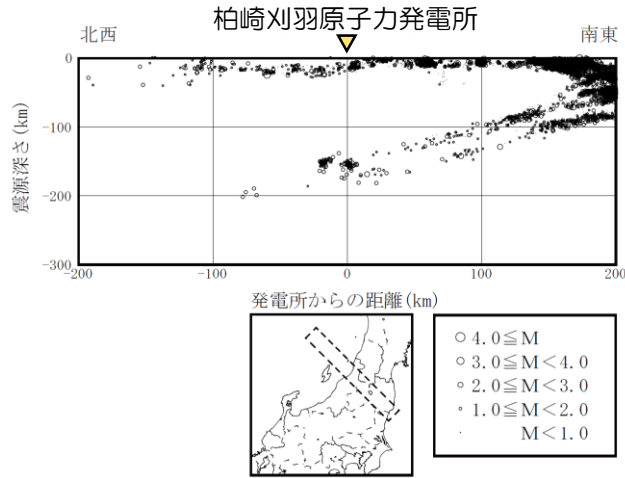 柏崎刈羽原子力発電所
北西
南東
0
-100
-200
-300
震源深さ(km)
-200
-100
0
100
200
発電所からの距離(km)
4.0≦M
3.0≦M<4.0
2.0≦M<3.0
1.0≦M<2.0
M<1.0